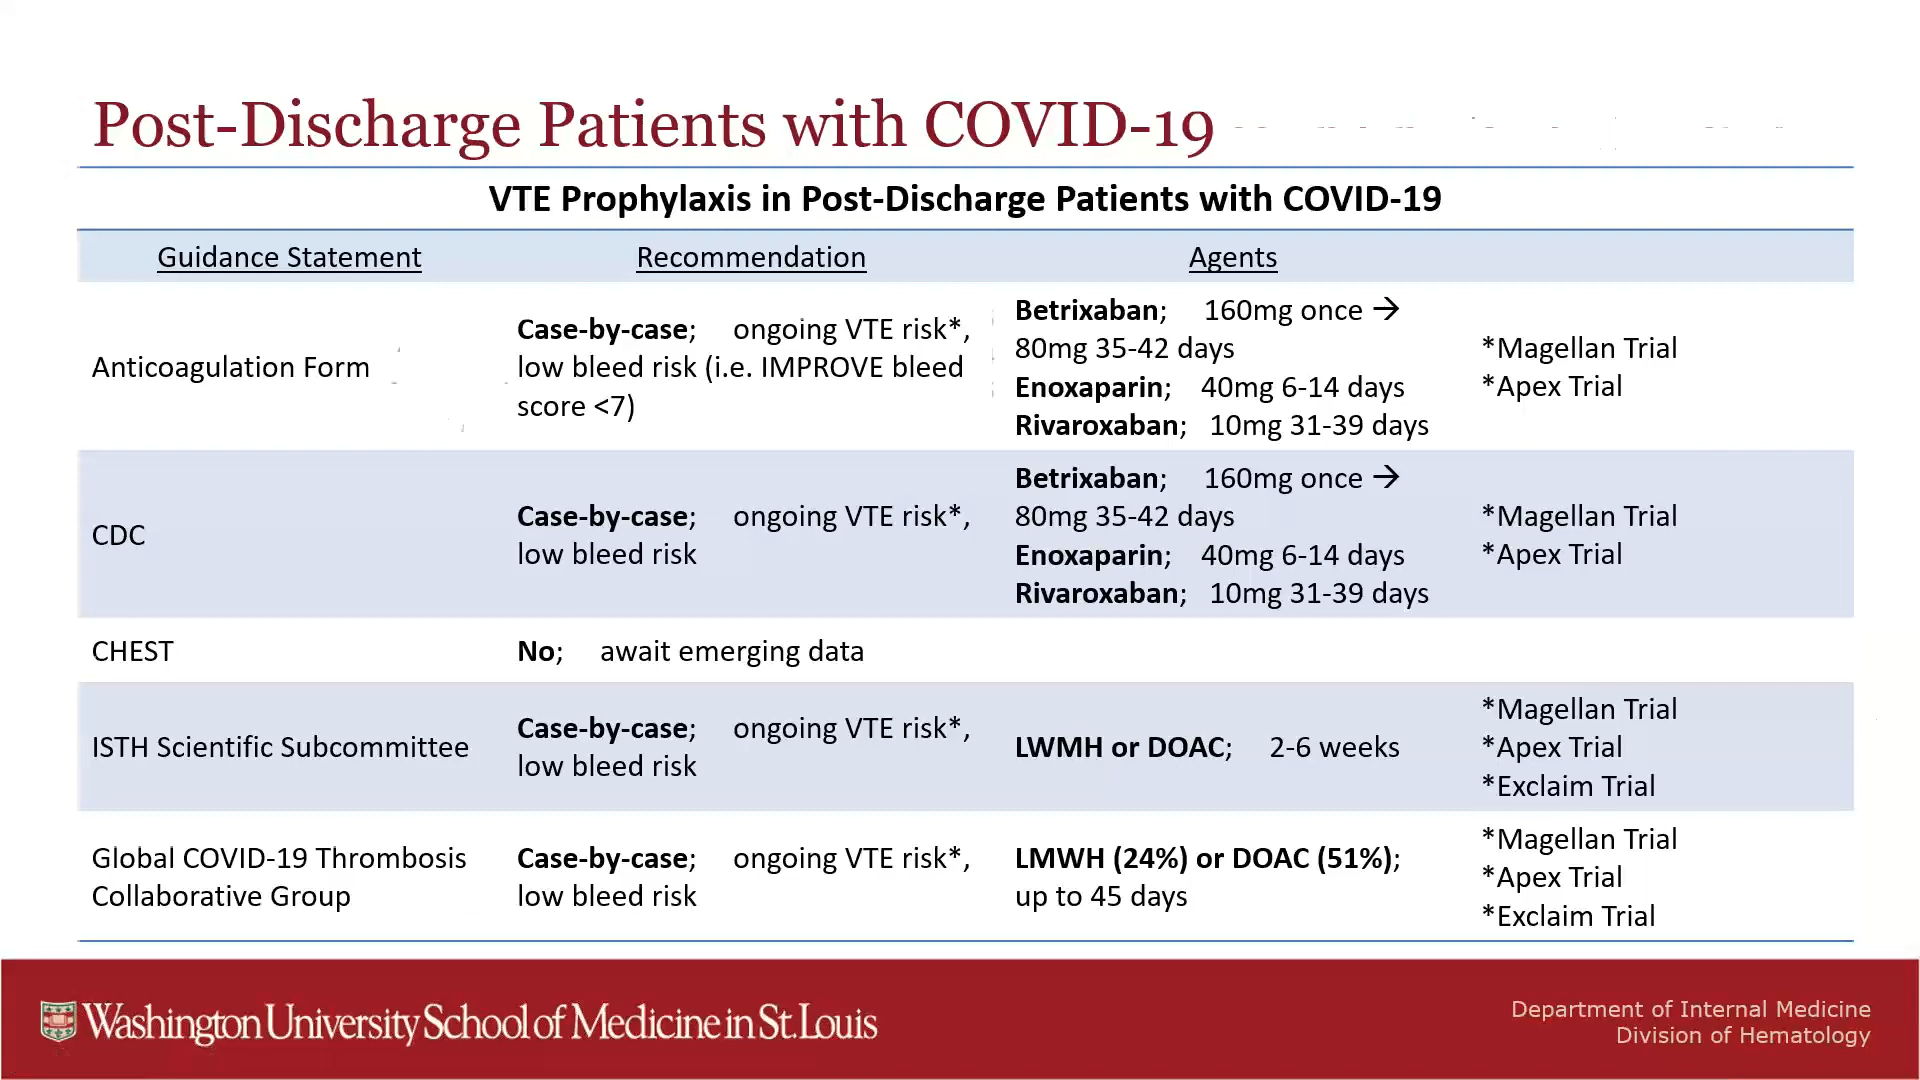 Post-Discharge Patients with COVID-19
VTE Prophylaxis in Post-Discharge Patients with COVID-19
Guidance Statement Recommendation Agents
Anticoagulation Form
Case-by-case; ongoing VTE risk*,
low bleed risk (i.e. IMPROVE bleed
score <7)
Betrixaban; 160mg once →
80mg 35-42 days
Enoxaparin; 40mg 6-14 days
Rivaroxaban; 10mg 31-39 days
*Magellan Trial
*Apex Trial
CDC
Case-by-case; ongoing VTE risk*,
low bleed risk
Betrixaban; 160mg once →
80mg 35-42 days
Enoxaparin; 40mg 6-14 days
Rivaroxaban; 10mg 31-39 days
*Magellan Trial
*Apex Trial
CHEST
No; await emerging data
ISTH Scientific Subcommittee
Case-by-case; ongoing VTE risk*,
low bleed risk
LWMH or DOAC; 2-6 weeks
*Magellan Trial
*Apex Trial
*Exclaim Trial
Global COVID-19 Thrombosis
Collaborative Group
Case-by-case; ongoing VTE risk*,
low bleed risk
LMWH (24%) or DOAC (51%);
up to 45 days
*Magellan Trial
*Apex Trial
*Exclaim Trial
Washington University School of Medicine in St. Louis
Department of Internal Medicine
Division of Hematology